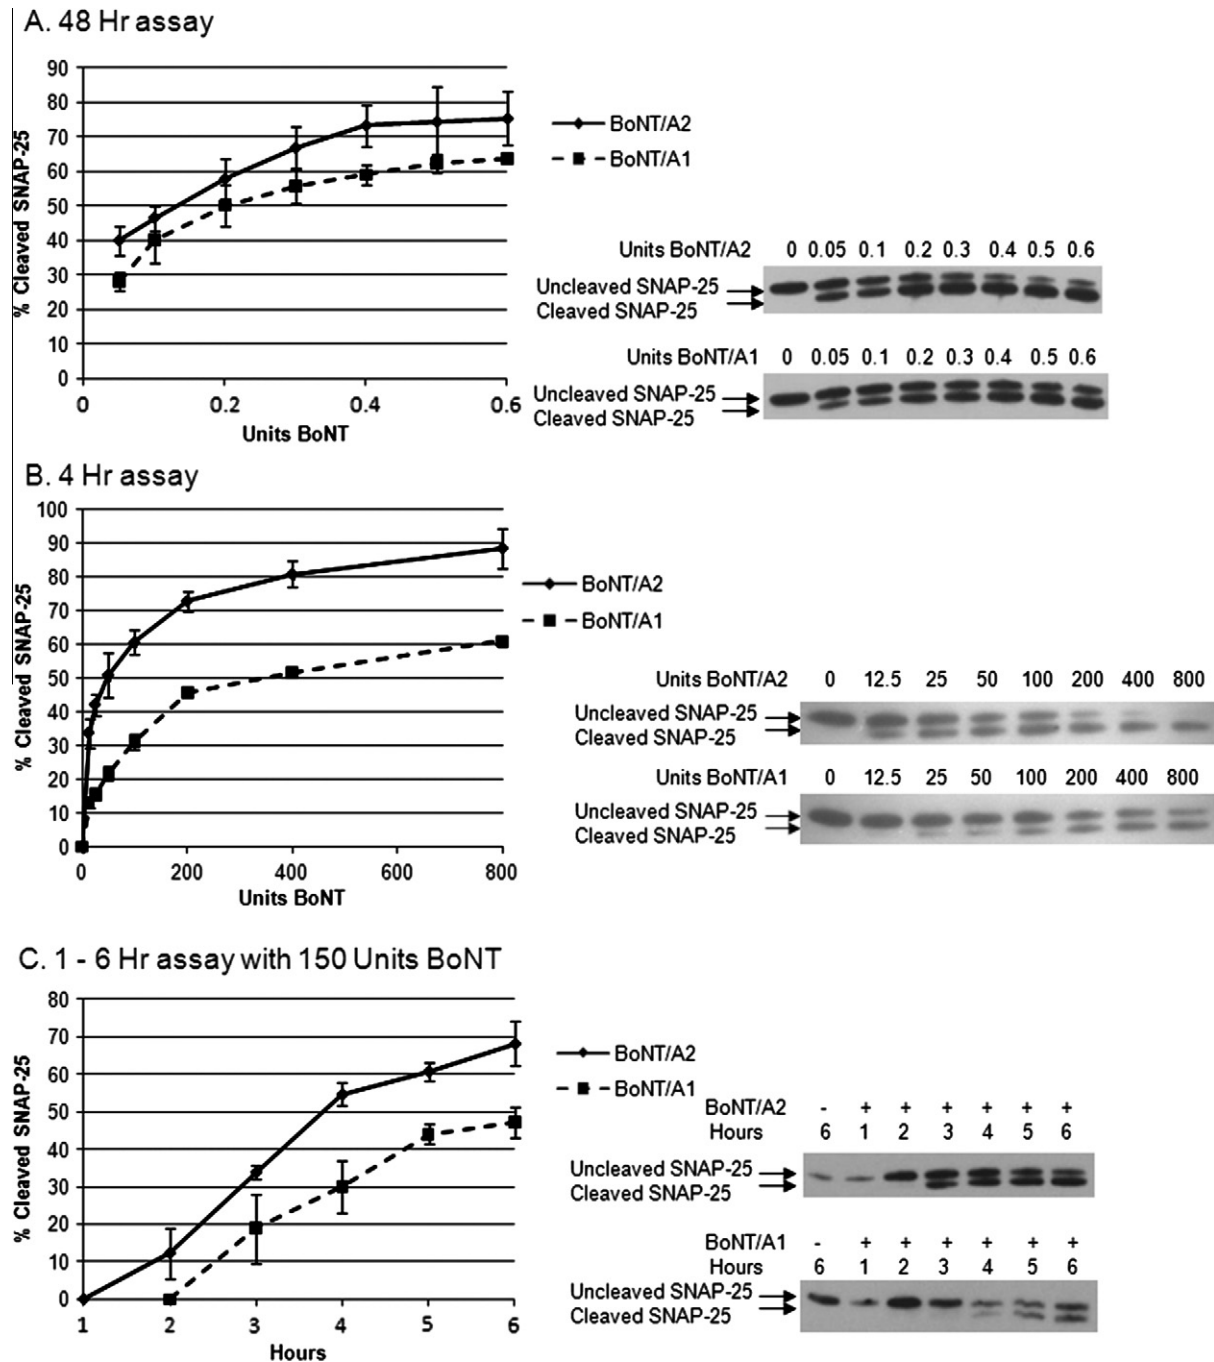 A. 48 Hr assay
90
80
70
60
50
40
30
20
10
0
% Cleaved SNAP-25
0 0.2 0.4 0.6
Units BoNT
BoNT/A2
BoNT/A1
Units BoNT/A2 0 0.05 0.1 0.2 0.3 0.4 0.5 0.6
Uncleaved SNAP-25
Cleaved SNAP-25
Units BoNT/A1 0 0.05 0.1 0.2 0.3 0.4 0.5 0.6
Uncleaved SNAP-25
Cleaved SNAP-25
B. 4 Hr assay
100
90
80
70
60
50
40
30
20
10
0
% Cleaved SNAP-25
0 200 400 600 800
Units BoNT
BoNT/A2
BoNT/A1
Units BoNT/A2 0 12.5 25 50 100 200 400 800
Uncleaved SNAP-25
Cleaved SNAP-25
Units BoNT/A1 0 12.5 25 50 100 200 400 800
Uncleaved SNAP-25
Cleaved SNAP-25
C. 1 - 6 Hr assay with 150 Units BoNT
80
70
60
50
40
30
20
10
0
% Cleaved SNAP-25
1 2 3 4 5 6
Hours
BoNT/A2
BoNT/A1
BoNT/A2 - + + + + + +
Hours 6 1 2 3 4 5 6
Uncleaved SNAP-25
Cleaved SNAP-25
BoNT/A1 - + + + + + +
Hours 6 1 2 3 4 5 6
Uncleaved SNAP-25
Cleaved SNAP-25